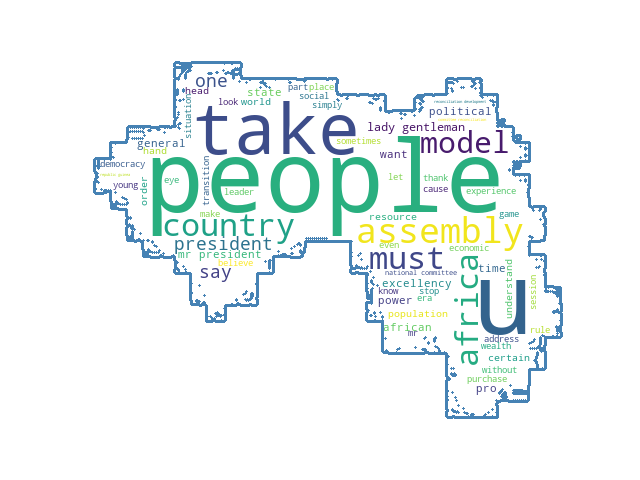 one
head
part place
state
social
look world
simply
situation
take
reconciliation development
political
lady gentleman
model
general
hand
sometimes
want
democracy
people
transition
eye
let
thank
experience
young
cause
order
leader
make
resource
game
country
assembly
president
even
economic
mr president
must
believe
say
national committee
time
understand
africa
u
excellency
know stop
power era
session
population
african
mr
rule
address
wealth
certain
without
purchase
pro